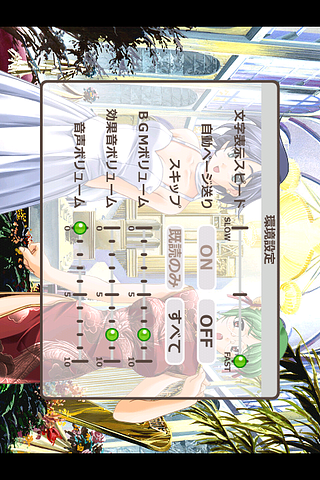 環境設定
文字表示スピード
SLOW FAST
自動ページ送り ON OFF
スキップ 既読のみ すべて
BGMボリューム
0 5 10
効果音ボリューム
0 5 10
音声ボリューム
0 5 10